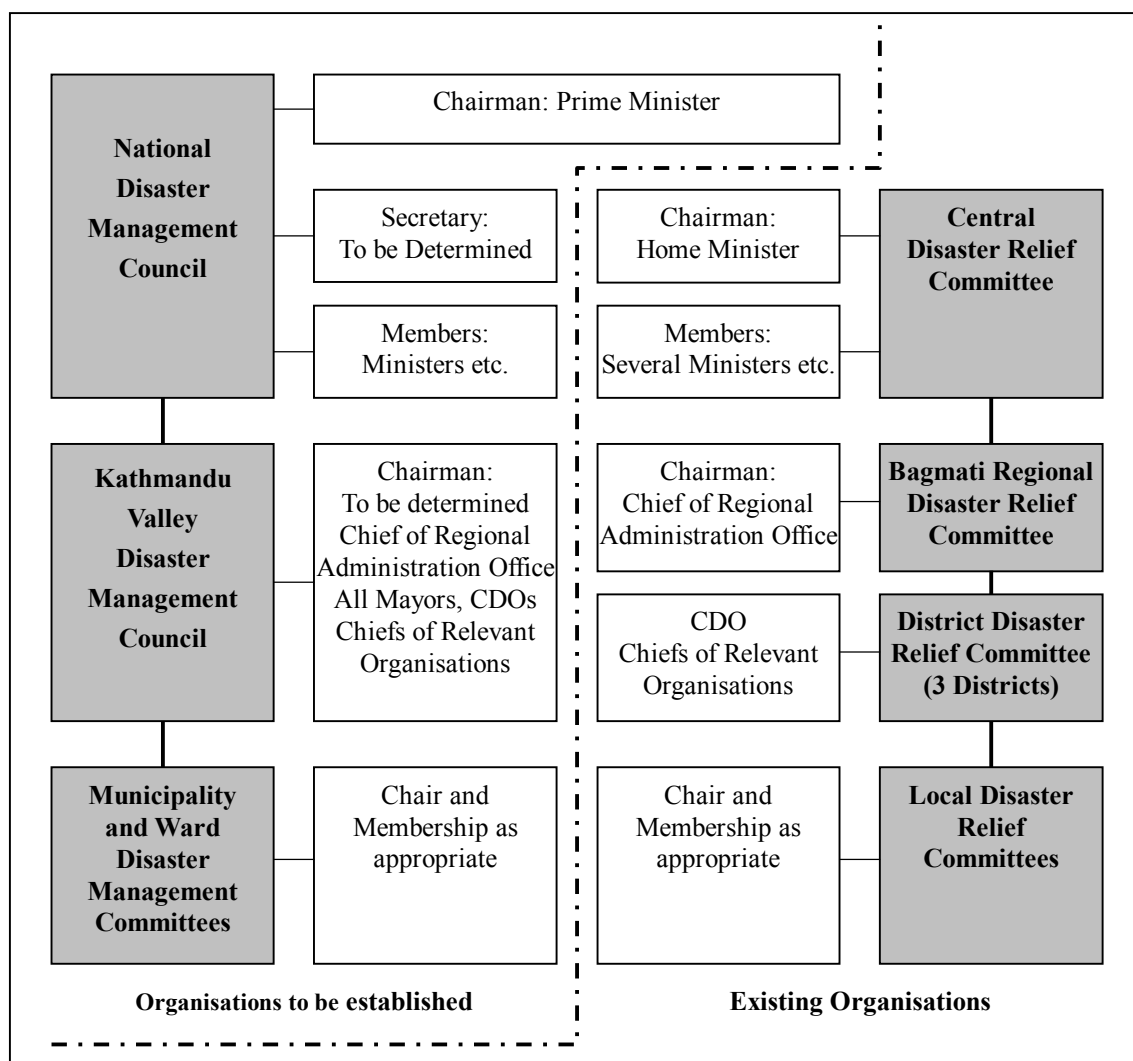 National
Disaster
Management
Council
Chairman: Prime Minister
Secretary:
To be Determined
Members:
Ministers etc.
Chairman:
Home Minister
Members:
Several Ministers etc.
Central
Disaster Relief
Committee
Kathmandu
Valley
Disaster
Management
Council
Chairman:
To be determined
Chief of Regional
Administration Office
All Mayors, CDOs
Chiefs of Relevant
Organisations
Chairman:
Chief of Regional
Administration Office
Bagmati Regional
Disaster Relief
Committee
CDO
Chiefs of Relevant
Organisations
District Disaster
Relief Committee
(3 Districts)
Municipality
and Ward
Disaster
Management
Committees
Chair and
Membership as
appropriate
Chair and
Membership as
appropriate
Local Disaster
Relief
Committees
Organisations to be established
Existing Organisations